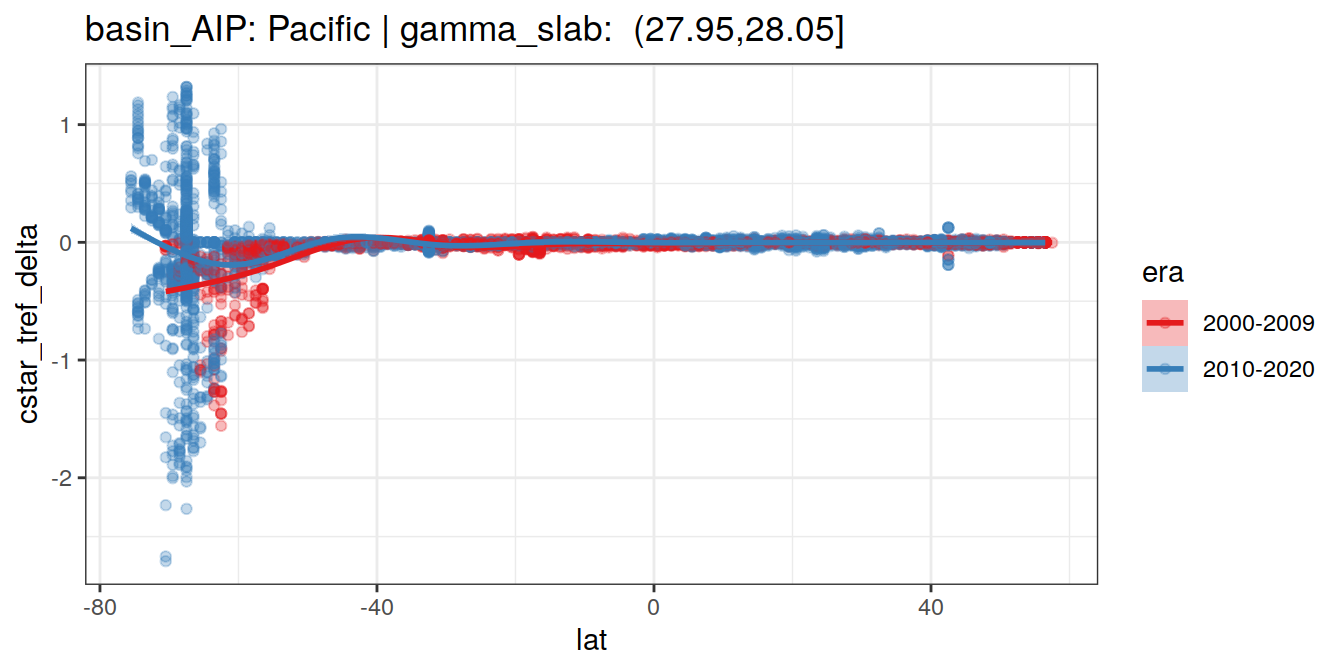 basin_AIP: Pacific | gamma_slab:  (27.95,28.05]
cstar_tref_delta
1
0
-1
-2
-80
-40
0
40
lat
era
2000-2009
2010-2020